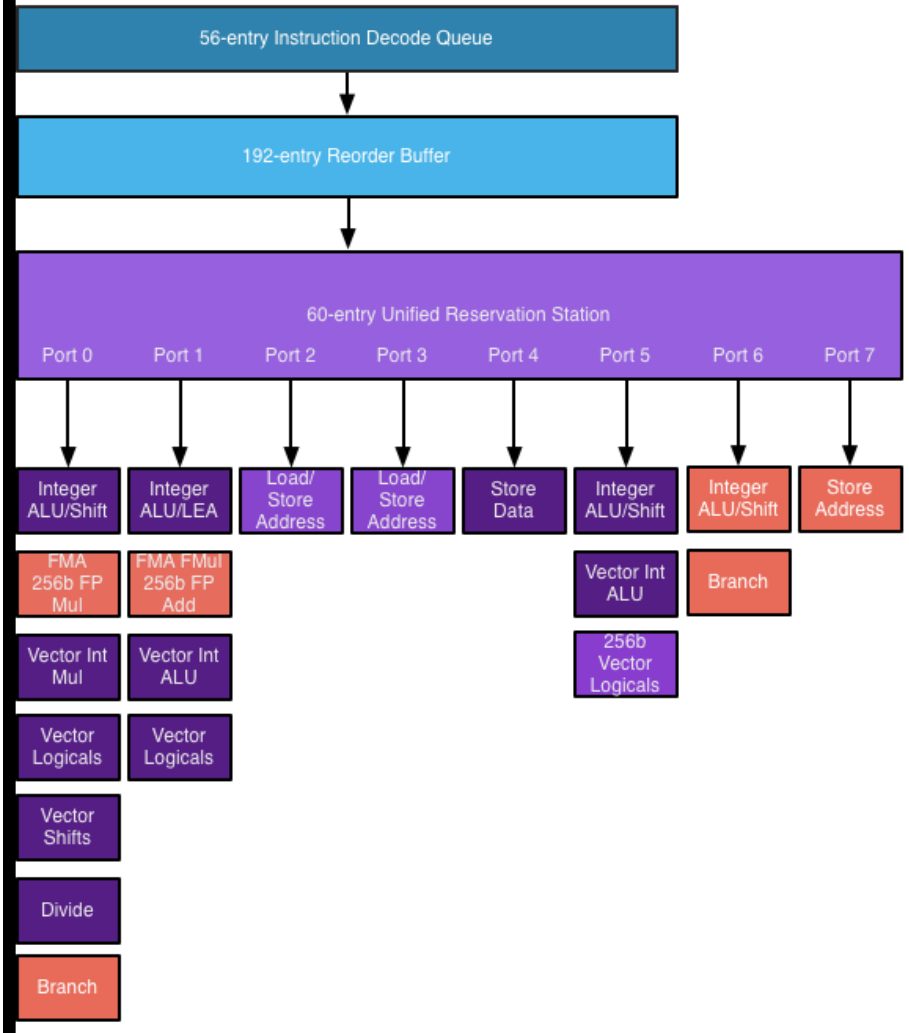 56-entry Instruction Decode Queue
192-entry Reorder Buffer
60-entry Unified Reservation Station
Port 0 Port 1 Port 2 Port 3 Port 4 Port 5 Port 6 Port 7
Integer
ALU/Shift
Integer
ALU/LEA
Load/
Store
Address
Load/
Store
Address
Store
Data
Integer
ALU/Shift
Integer
ALU/Shift
Store
Address
FMA
256b FP
Mul
FMA FMul
256b FP
Add
Vector Int
ALU
Branch
Vector Int
Mul
Vector Int
ALU
256b
Vector
Logicals
Vector
Logicals
Vector
Logicals
Vector
Shifts
Divide
Branch